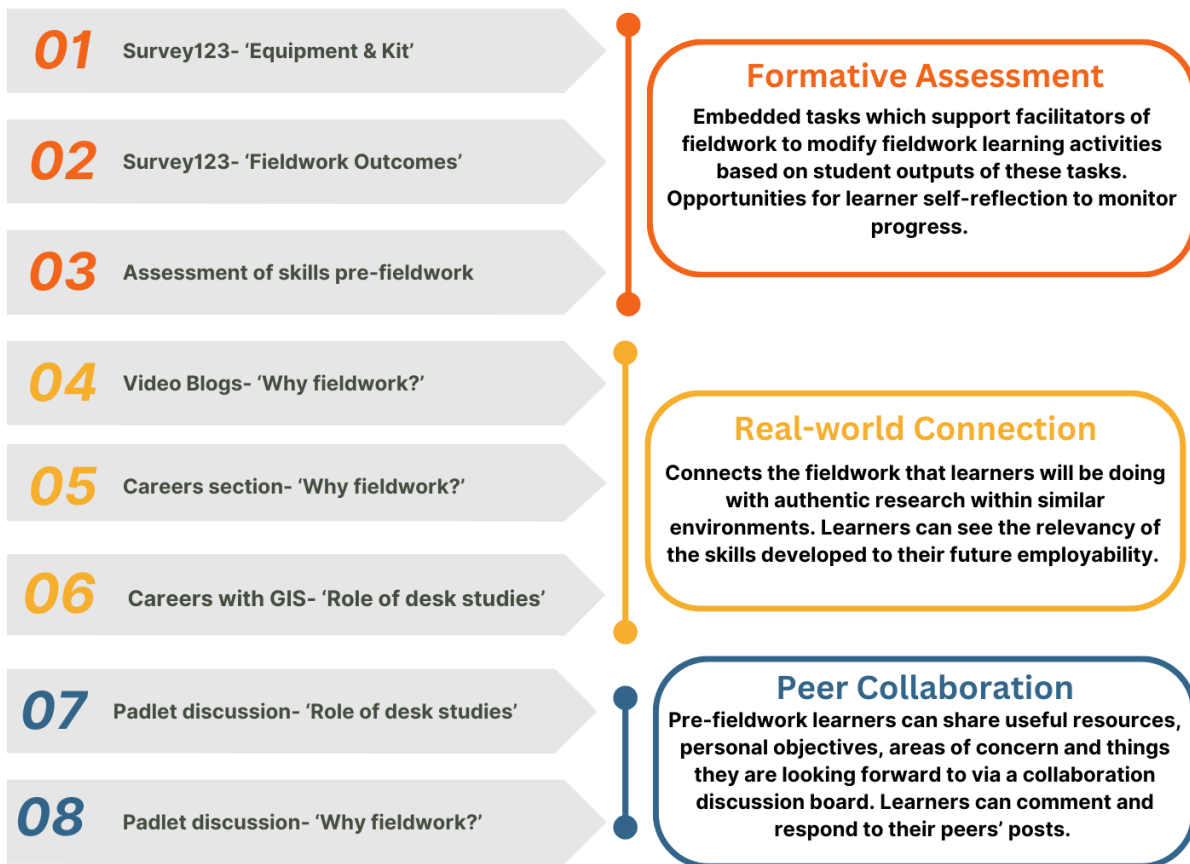 01 Survey123- ‘Equipment & Kit’
02 Survey123- ‘Fieldwork Outcomes’
03 Assessment of skills pre-fieldwork
Formative Assessment
Embedded tasks which support facilitators of
fieldwork to modify fieldwork learning activities
based on student outputs of these tasks.
Opportunities for learner self-reflection to monitor
progress.
04 Video Blogs- ‘Why fieldwork?’
05 Careers section- ‘Why fieldwork?’
06 Careers with GIS- ‘Role of desk studies’
Real-world Connection
Connects the fieldwork that learners will be doing
with authentic research within similar
environments. Learners can see the relevancy of
the skills developed to their future employability.
07 Padlet discussion- ‘Role of desk studies’
08 Padlet discussion- ‘Why fieldwork?’
Peer Collaboration
Pre-fieldwork learners can share useful resources,
personal objectives, areas of concern and things
they are looking forward to via a collaboration
discussion board. Learners can comment and
respond to their peers’ posts.